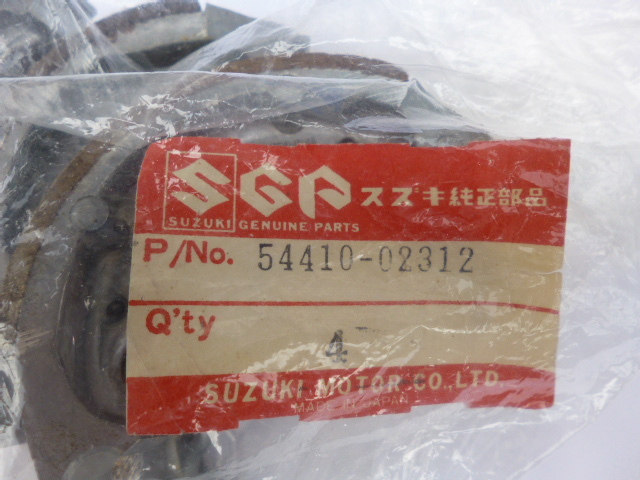 SGP スズキ純正部品
SUZUKI GENUINE PARTS
P/No. 54410-02312
Q'ty 4
SUZUKI MOTOR CO.,LTD.
MADE IN JAPAN